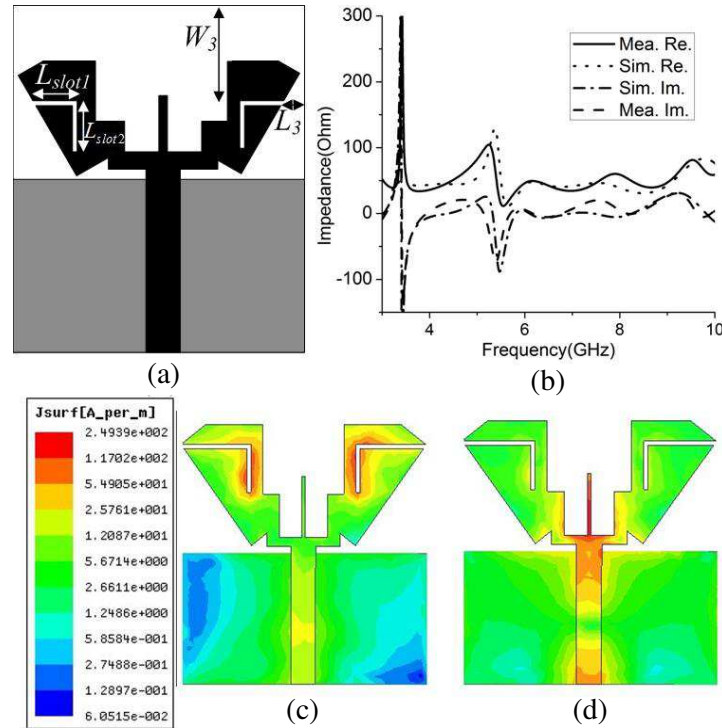 W3
Lslot1
Lslot2
L3
(a)
300
200
100
0
-100
Impedance(Ohm)
Mea. Re.
Sim. Re.
Sim. Im.
Mea. Im.
4
6
8
10
Frequency(GHz)
(b)
Jsurf[A_per_m]
2.4939e+002
1.1702e+002
5.4905e+001
2.5761e+001
1.2087e+001
5.6714e+000
2.6611e+000
1.2486e+000
5.8584e-001
2.7488e-001
1.2897e-001
6.0515e-002
(c)
(d)